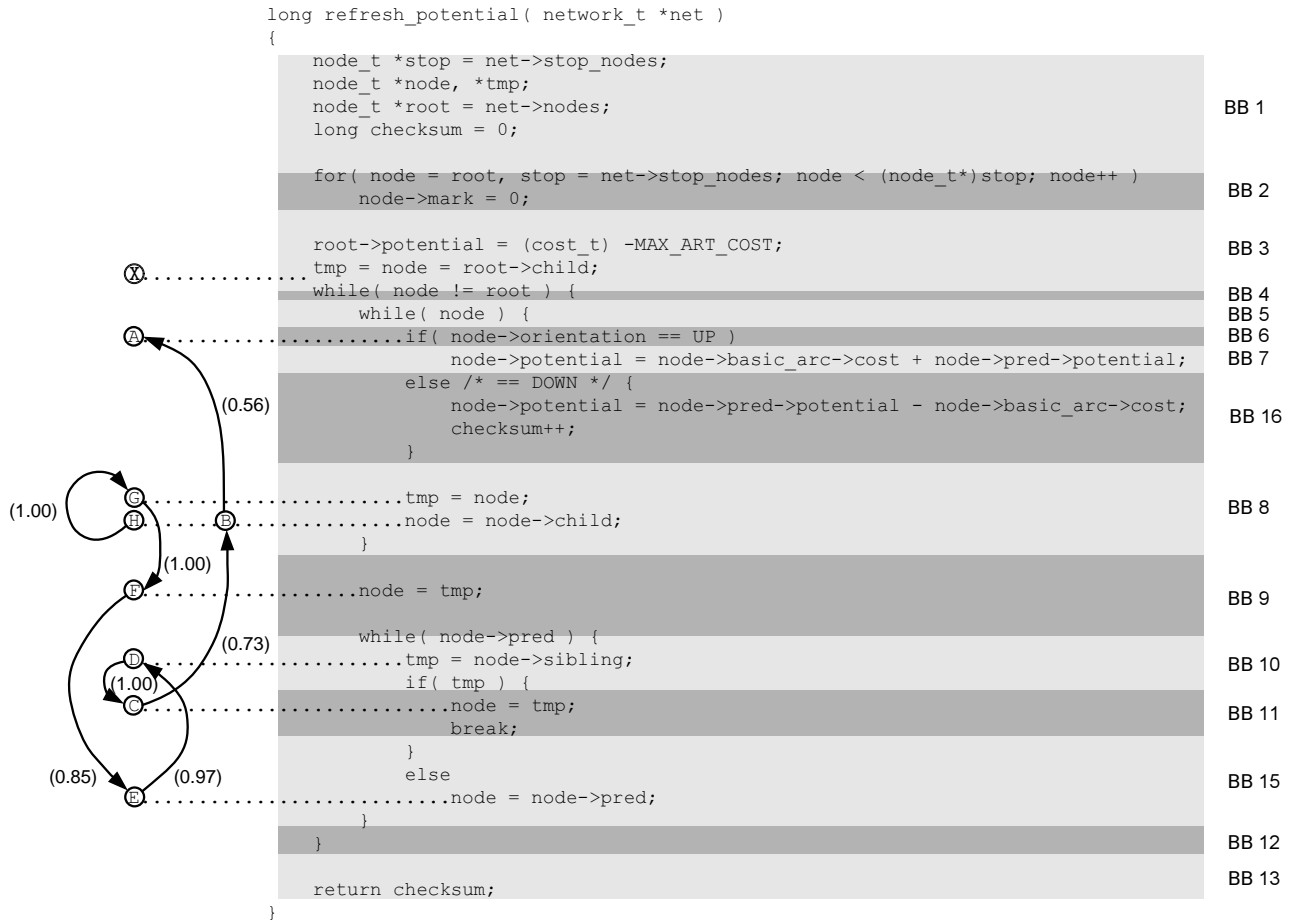 long refresh_potential( network_t *net )
{
node_t *stop = net->stop_nodes;
node_t *node, *tmp;
node_t *root = net->nodes;
BB 1
long checksum = 0;
for( node = root, stop = net->stop_nodes; node < (node_t*)stop; node++ )
BB 2
node->mark = 0;
root->potential = (cost_t) -MAX_ART_COST;
BB 3
X
tmp = node = root->child;
while( node != root ) {
BB 4
while( node ) {
BB 5
A
if( node->orientation == UP )
BB 6
node->potential = node->basic_arc->cost + node->pred->potential;
BB 7
else /* == DOWN */ {
(0.56)
node->potential = node->pred->potential - node->basic_arc->cost;
BB 16
checksum++;
}
G
tmp = node;
BB 8
(1.00)
H
B
node = node->child;
}
(1.00)
F
node = tmp;
BB 9
while( node->pred ) {
(0.73)
D
tmp = node->sibling;
BB 10
(1.00)
if( tmp ) {
C
node = tmp;
BB 11
break;
}
(0.85)
(0.97)
else
BB 15
E
node = node->pred;
}
}
BB 12
BB 13
return checksum;
}